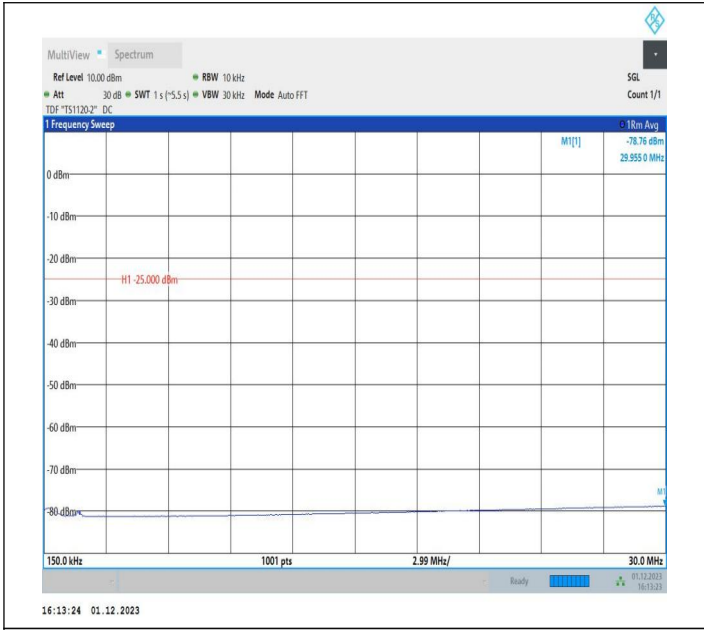 MultiView Spectrum
Ref Level 10.00 dBm RBW 10 kHz SGL
Att 30 dB SWT 1 s (~5.5 s) VBW 30 kHz Mode Auto FFT Count 1/1
TDF "TS1120-2" DC
1 Frequency Sweep 1Rm Avg
M1[1] -78.76 dBm
29.955 0 MHz
0 dBm
-10 dBm
-20 dBm
H1 -25.000 dBm
-30 dBm
-40 dBm
-50 dBm
-60 dBm
-70 dBm
M1
-80 dBm
150.0 kHz 1001 pts 2.99 MHz/ 30.0 MHz
Ready 01.12.2023
16:13:23
16:13:24 01.12.2023